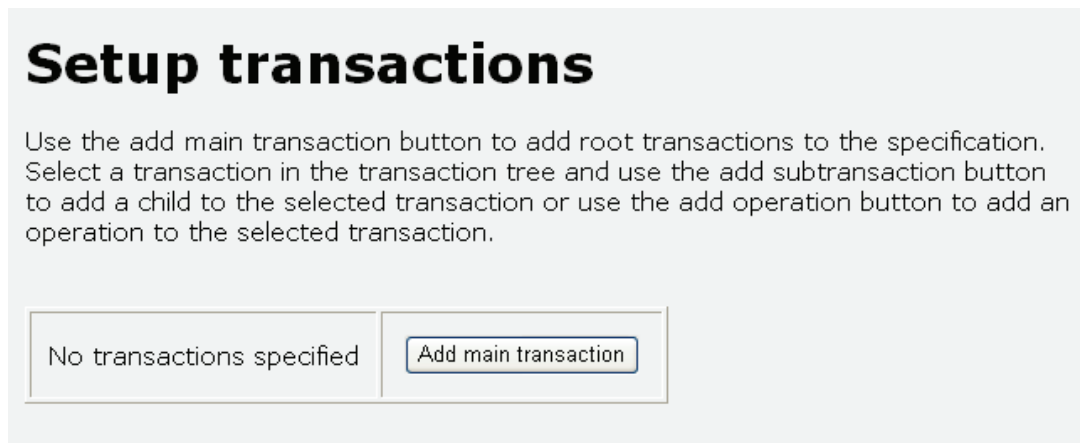 Setup transactions
Use the add main transaction button to add root transactions to the specification.
Select a transaction in the transaction tree and use the add subtransaction button
to add a child to the selected transaction or use the add operation button to add an
operation to the selected transaction.
No transactions specified
Add main transaction